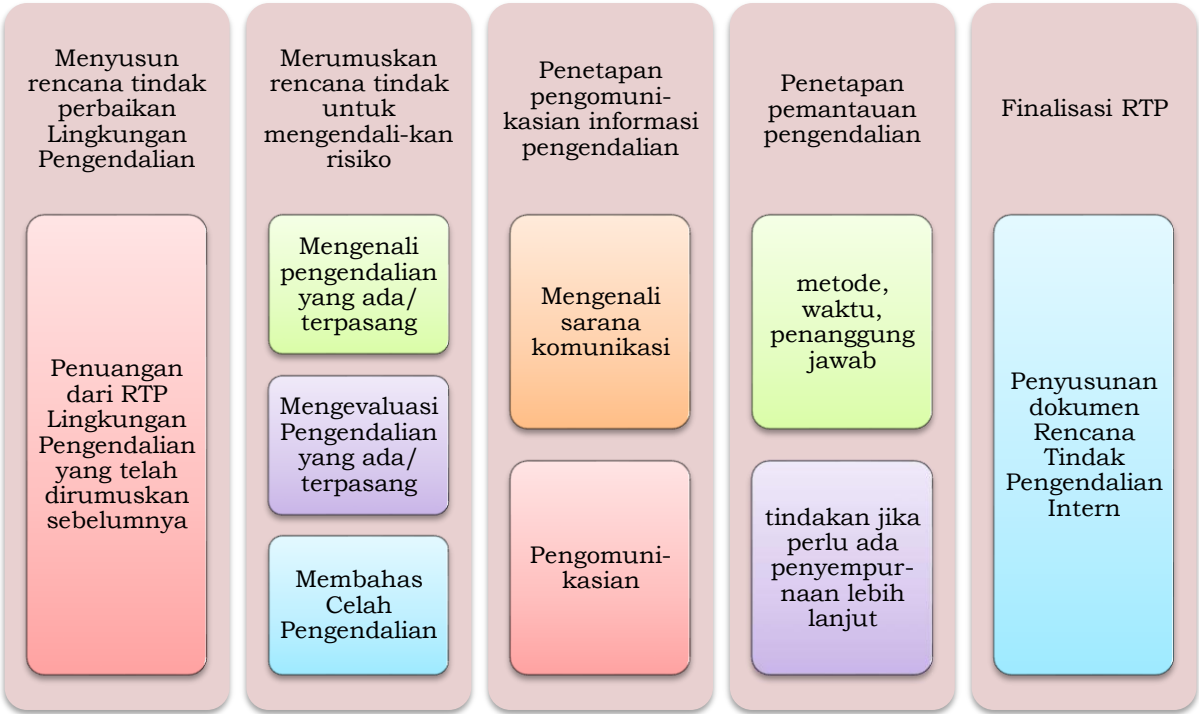 Menyusun
rencana tindak
perbaikan
Lingkungan
Pengendalian
Penuangan
dari RTP
Lingkungan
Pengendalian
yang telah
dirumuskan
sebelumnya
Merumuskan
rencana tindak
untuk
mengendali-kan
risiko
Mengenali
pengendalian
yang ada/
terpasang
Mengevaluasi
Pengendalian
yang ada/
terpasang
Membahas
Celah
Pengendalian
Penetapan
pengomuni-
kasian informasi
pengendalian
Mengenali
sarana
komunikasi
Pengomuni-
kasian
Penetapan
pemantauan
pengendalian
metode,
waktu,
penanggung
jawab
tindakan jika
perlu ada
penyempur-
naan lebih
lanjut
Finalisasi RTP
Penyusunan
dokumen
Rencana
Tindak
Pengendalian
Intern